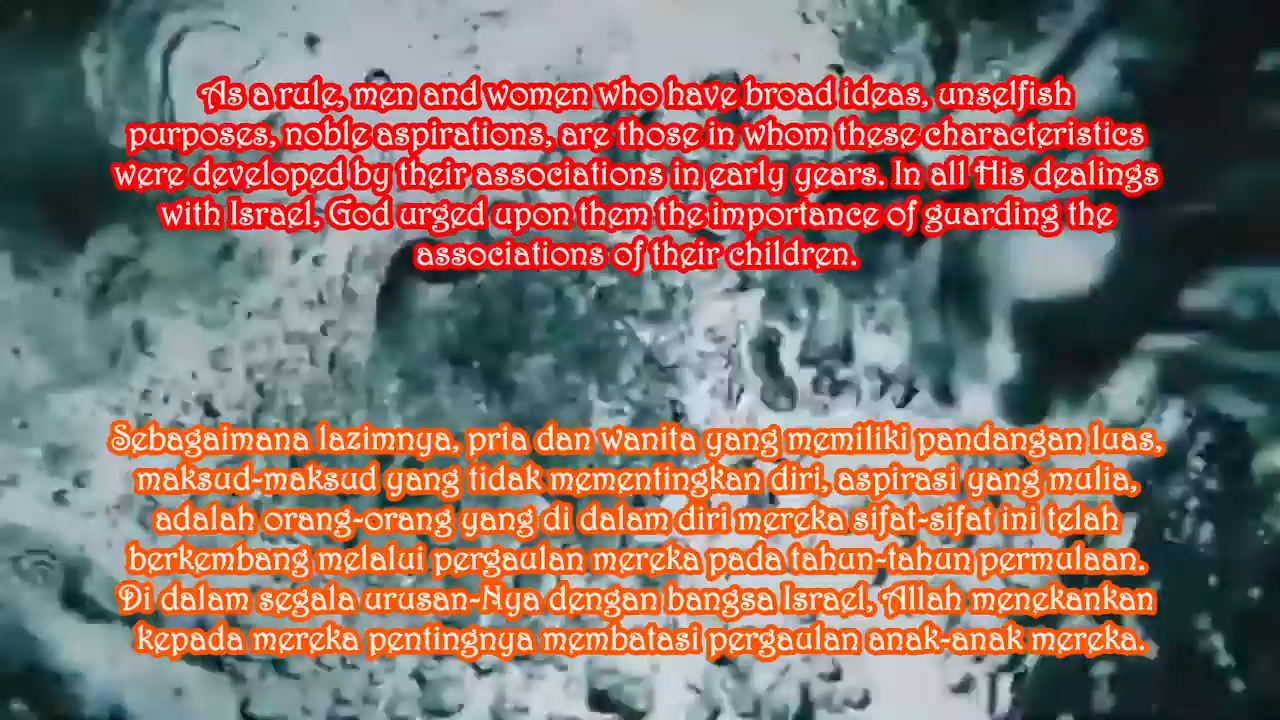 As a rule, men and women who have broad ideas, unselfish
purposes, noble aspirations, are those in whom these characteristics
were developed by their associations in early years. In all His dealings
with Israel, God urged upon them the importance of guarding the
associations of their children.
Sebagaimana lazimnya, pria dan wanita yang memiliki pandangan luas,
maksud-maksud yang tidak mementingkan diri, aspirasi yang mulia,
adalah orang-orang yang di dalam diri mereka sifat-sifat ini telah
berkembang melalui pergaulan mereka pada tahun-tahun permulaan.
Di dalam segala urusan-Nya dengan bangsa Israel, Allah menekankan
kepada mereka pentingnya membatasi pergaulan anak-anak mereka.